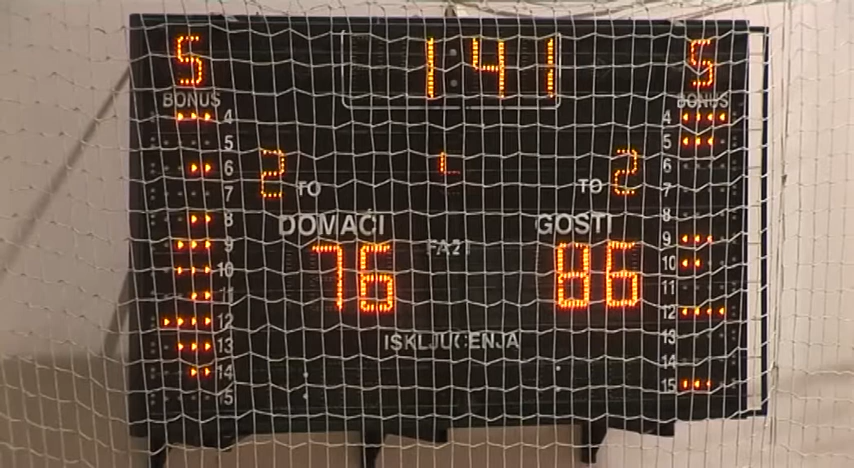 5 1:41 5
BONUS BONUS
4 4
5 5
6 2 2 6
7 TO TO 7
8 8
DOMAĆI GOSTI
9 76 86 9
10 10
11 11
12 12
13 ISKLJUČENJA 13
14 14
15 15